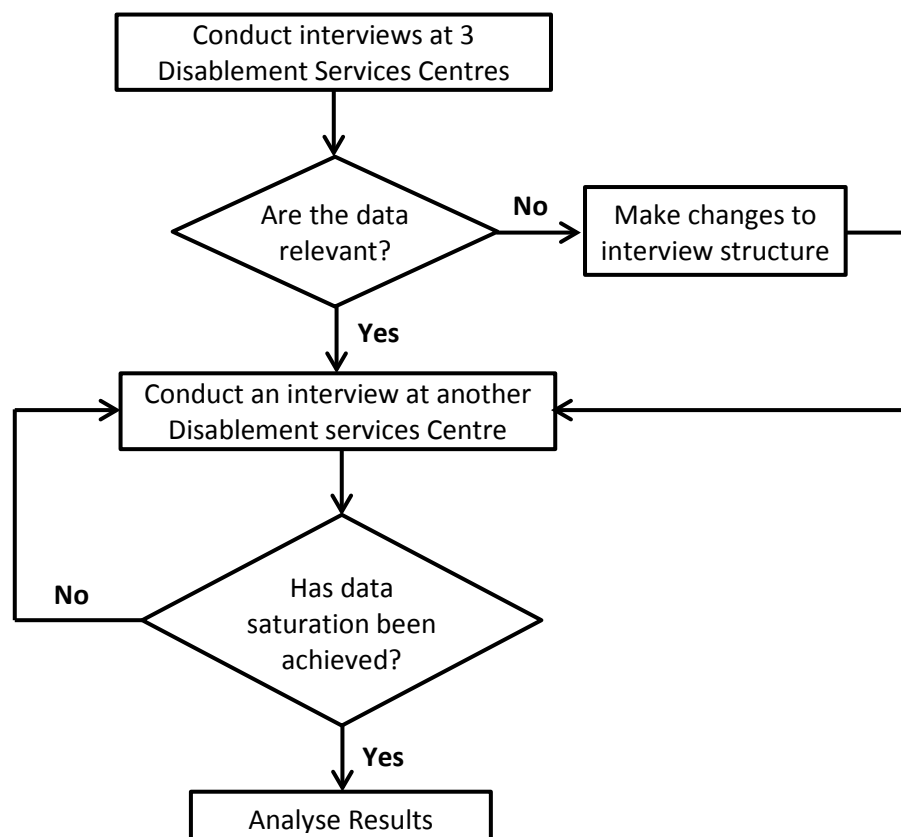 Conduct interviews at 3
Disablement Services Centres
Are the data
relevant?
No
Make changes to
interview structure
Yes
Conduct an interview at another
Disablement services Centre
No
Has data
saturation been
achieved?
Yes
Analyse Results